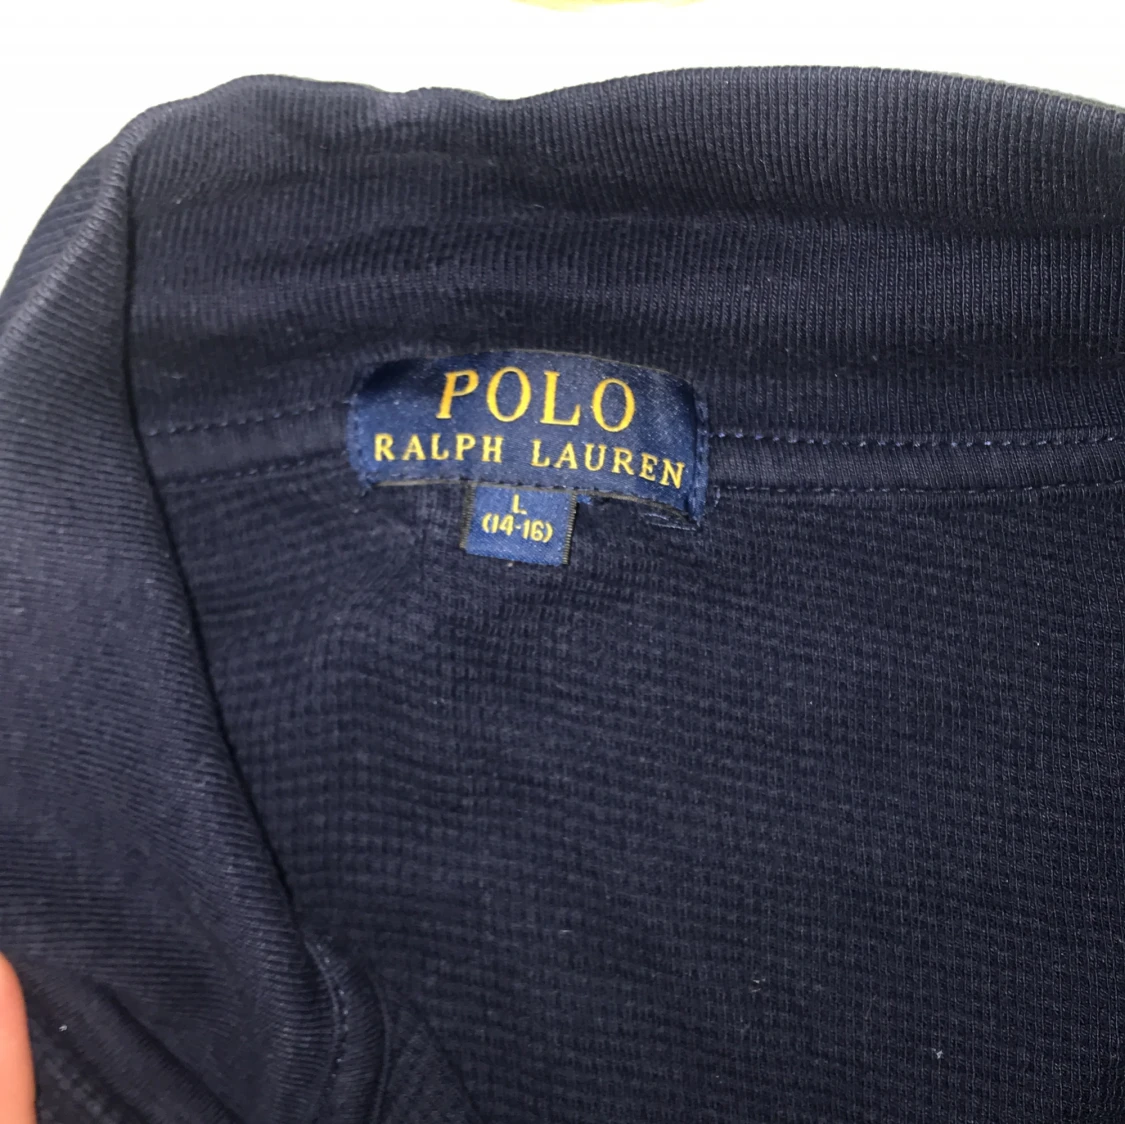 POLO
RALPH LAUREN
L
(14-16)